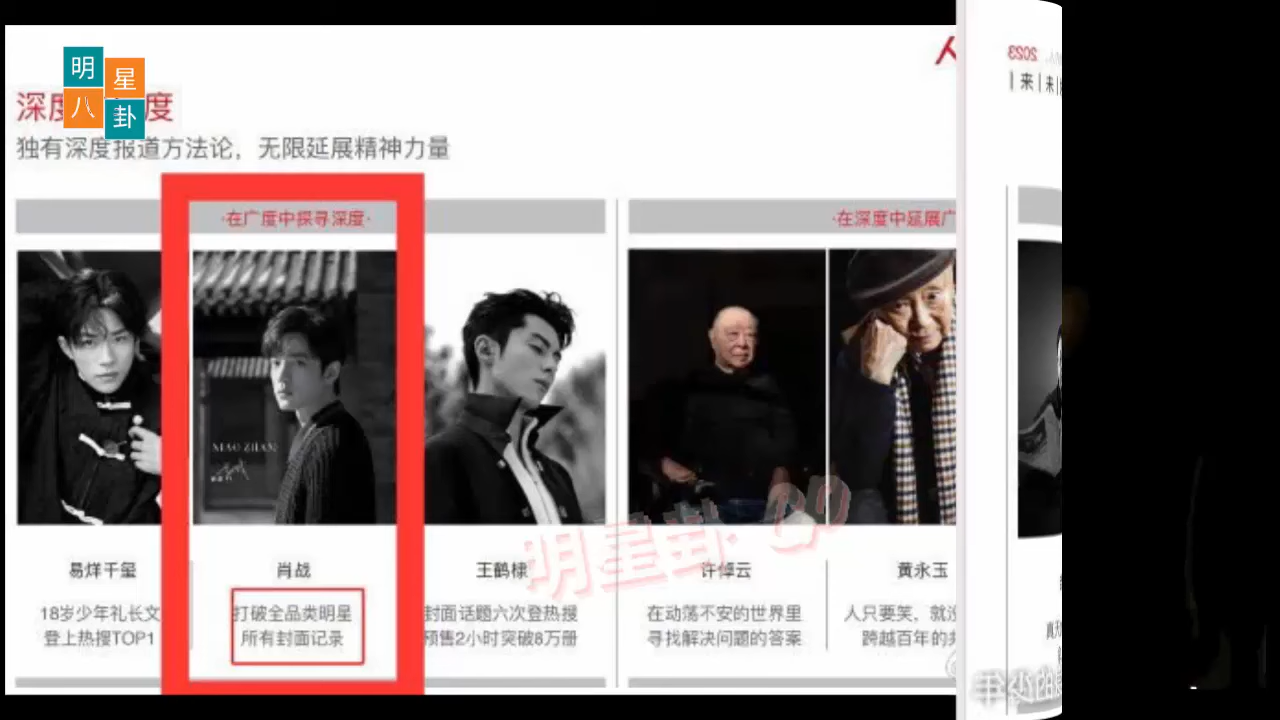 明星八卦
深度
度
独有深度报道方法论，无限延展精神力量
·在广度中探寻深度·
·在深度中延展广
人
2023
来
XIAO ZHAN
易烊千玺
18岁少年礼长文
登上热搜TOP1
肖战
打破全品类明星
所有封面记录
王鹤棣
封面话题六次登热搜
预售2小时突破8万册
许倬云
在动荡不安的世界里
寻找解决问题的答案
黄永玉
人只要笑，就没
跨越百年的
明星卦